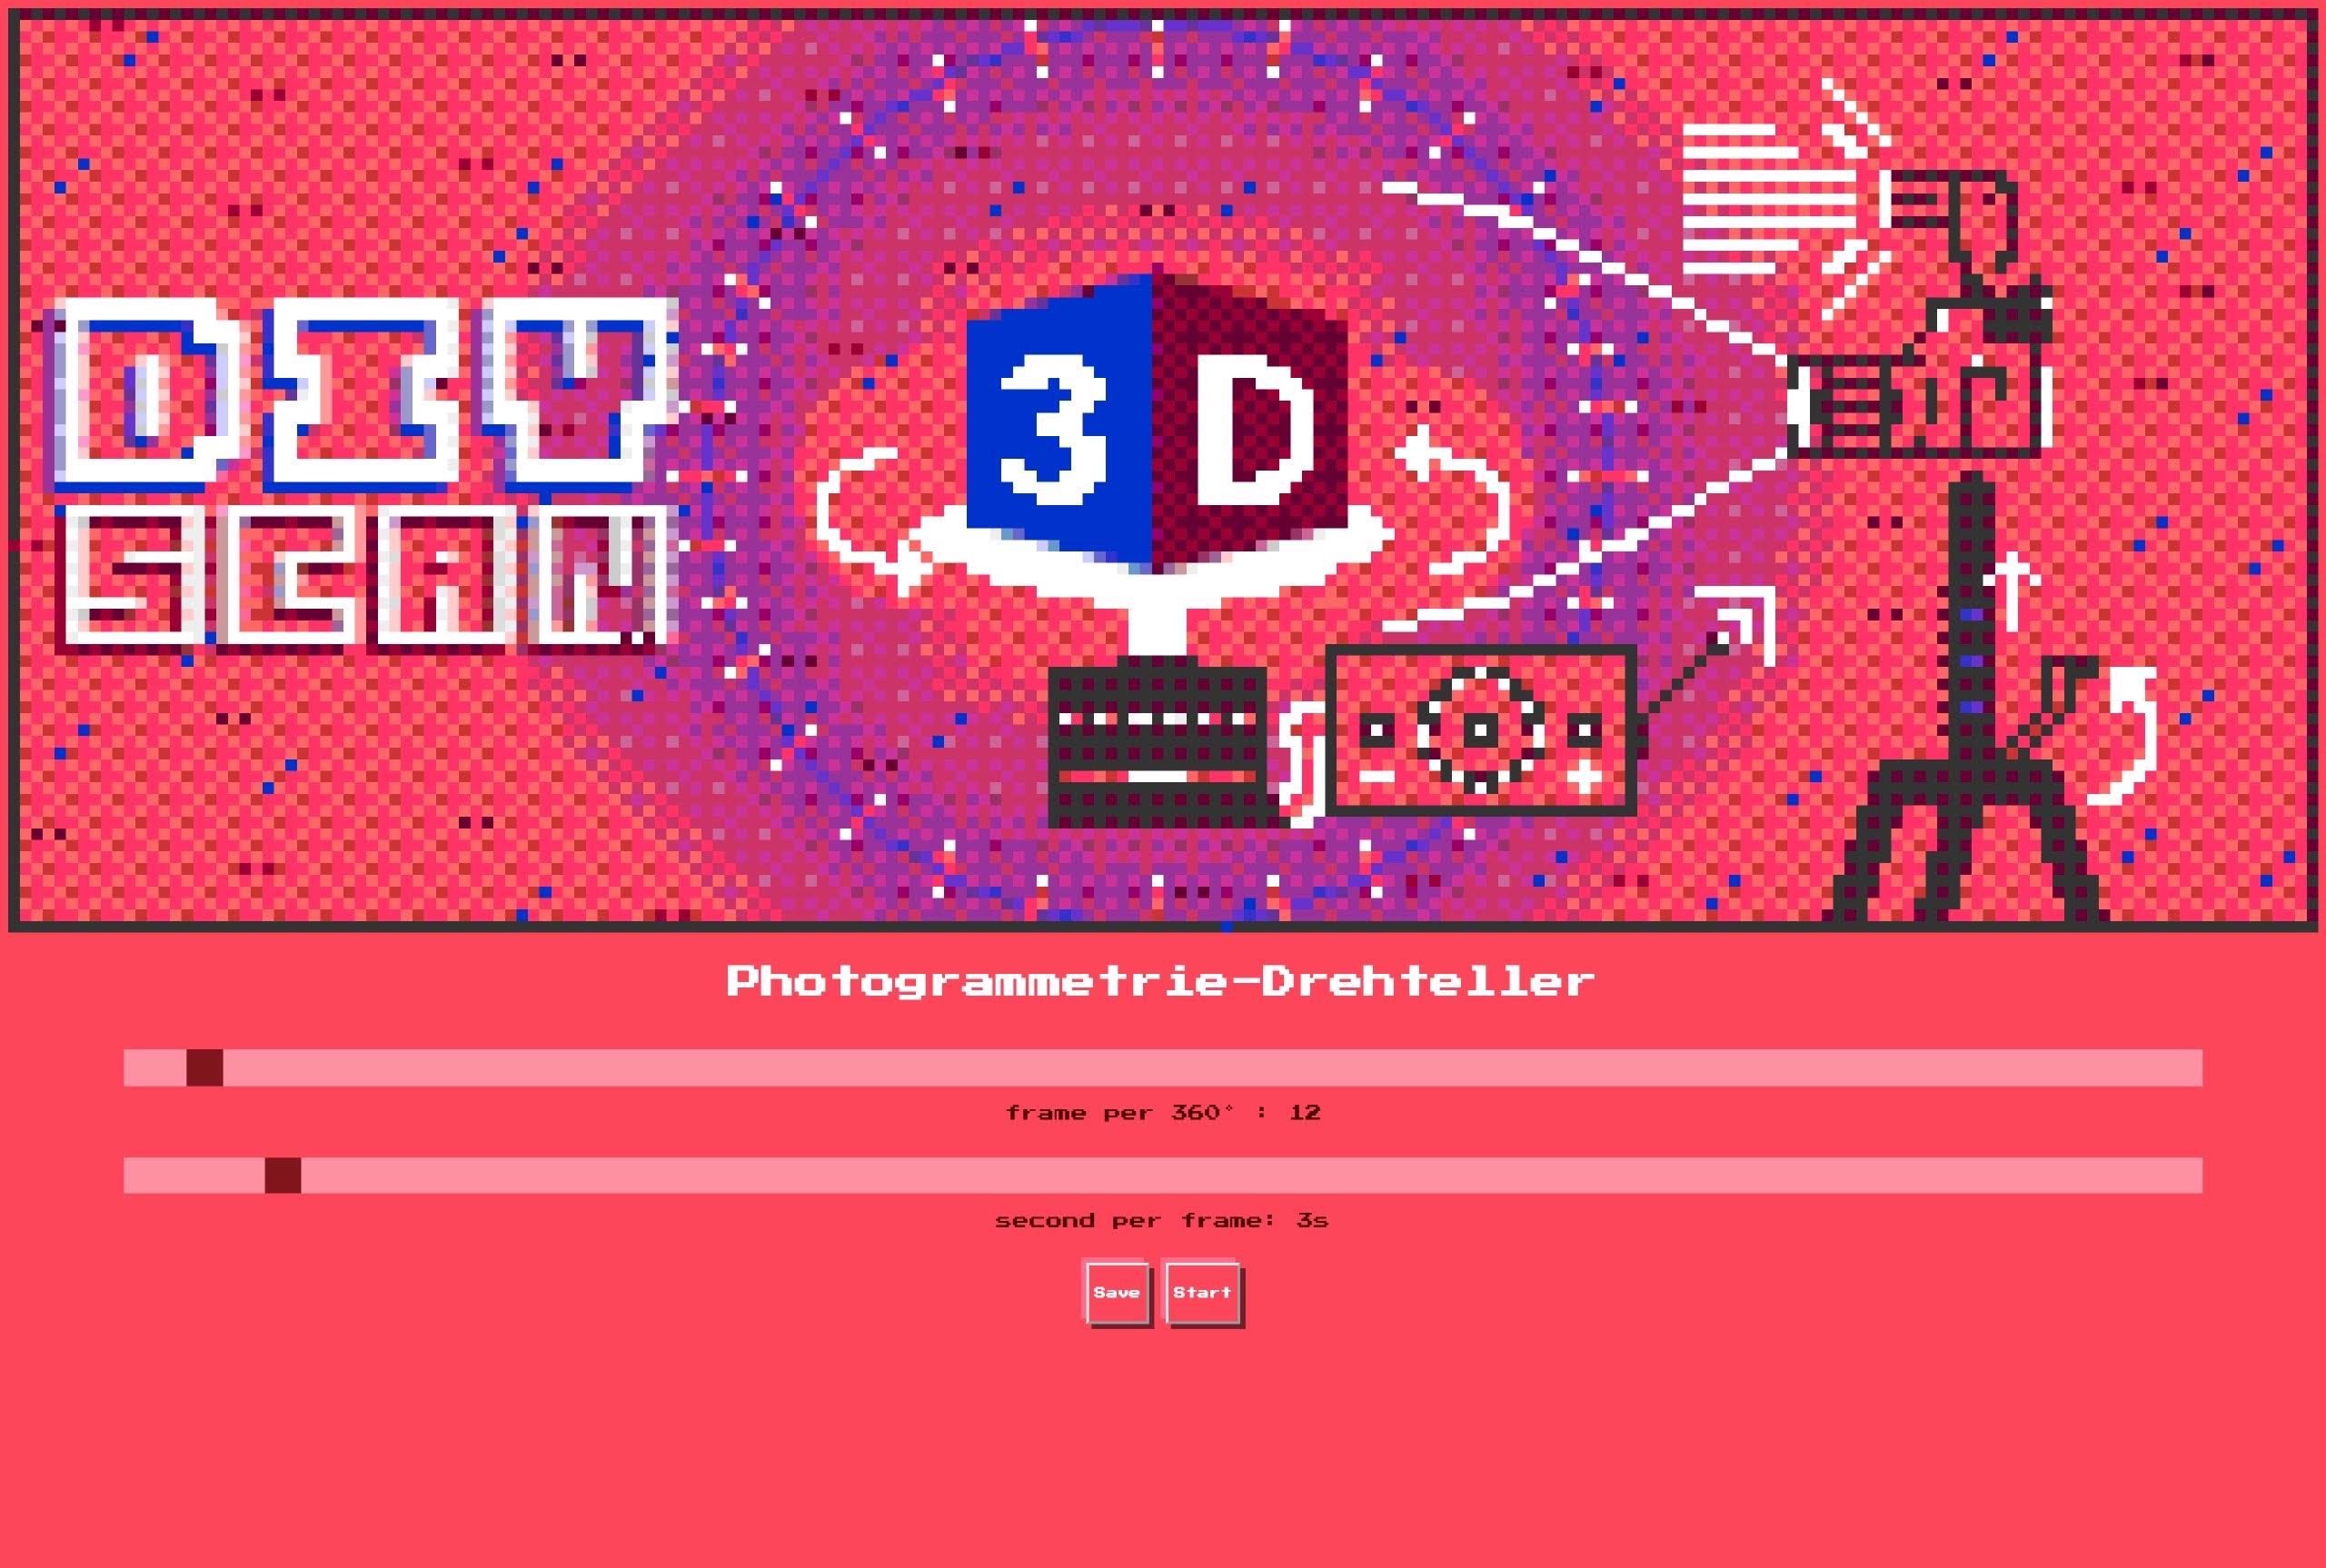 DIY
SCAN
3D
Photogrammetrie-Drehteller
frame per 360° : 12
second per frame: 3s
Save Start